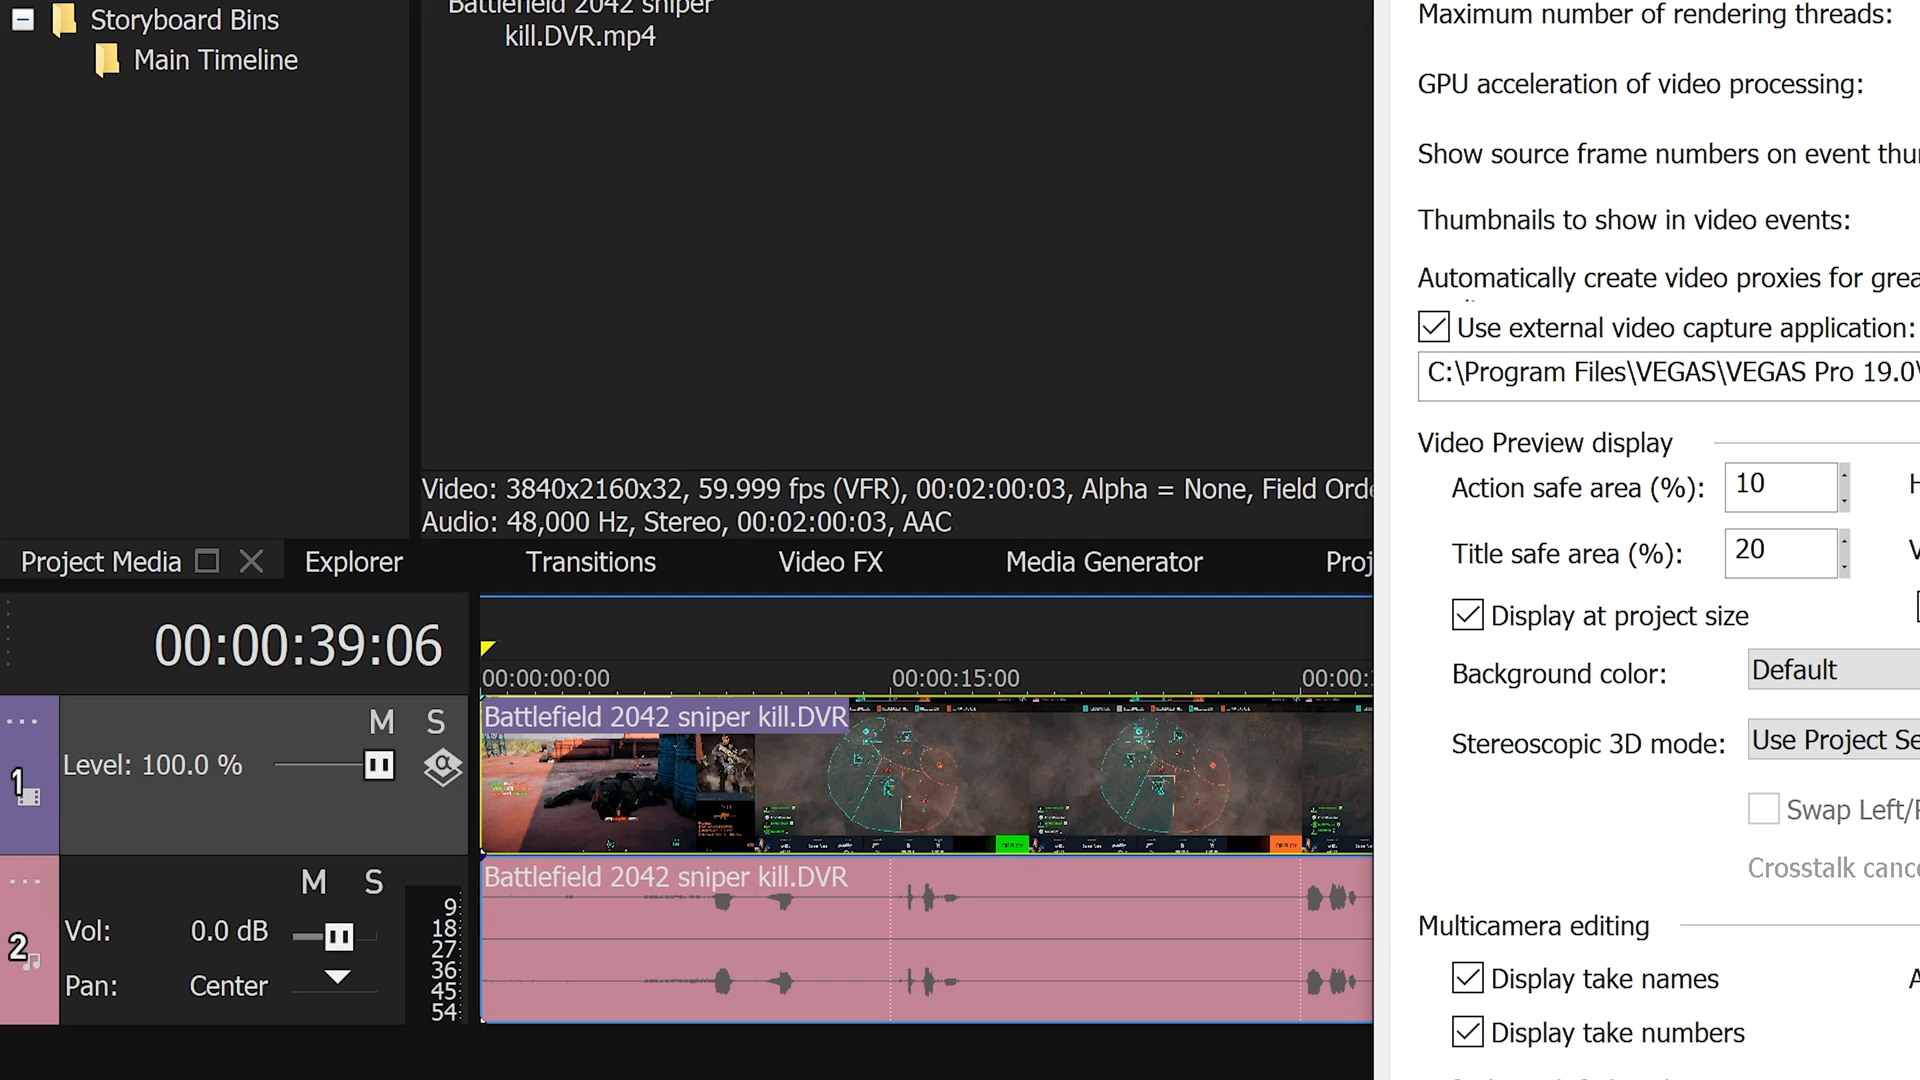 Storyboard Bins
Main Timeline
Battlefield 2042 sniper
kill.DVR.mp4
Video: 3840x2160x32, 59.999 fps (VFR), 00:02:00:03, Alpha = None, Field Orde
Audio: 48,000 Hz, Stereo, 00:02:00:03, AAC
Project Media
Explorer
Transitions
Video FX
Media Generator
Proj
00:00:39:06
00:00:00:00
00:00:15:00
00:00:
M S
Level: 100.0 %
1
Battlefield 2042 sniper kill.DVR
M S
Vol: 0.0 dB
Pan: Center
2
9
18
27
36
45
54
Battlefield 2042 sniper kill.DVR
Maximum number of rendering threads:
GPU acceleration of video processing:
Show source frame numbers on event thu
Thumbnails to show in video events:
Automatically create video proxies for grea
Use external video capture application:
C:\Program Files\VEGAS\VEGAS Pro 19.0\
Video Preview display
Action safe area (%): 10
Title safe area (%): 20
Display at project size
Background color: Default
Stereoscopic 3D mode: Use Project Se
Swap Left/
Crosstalk cance
Multicamera editing
Display take names
Display take numbers